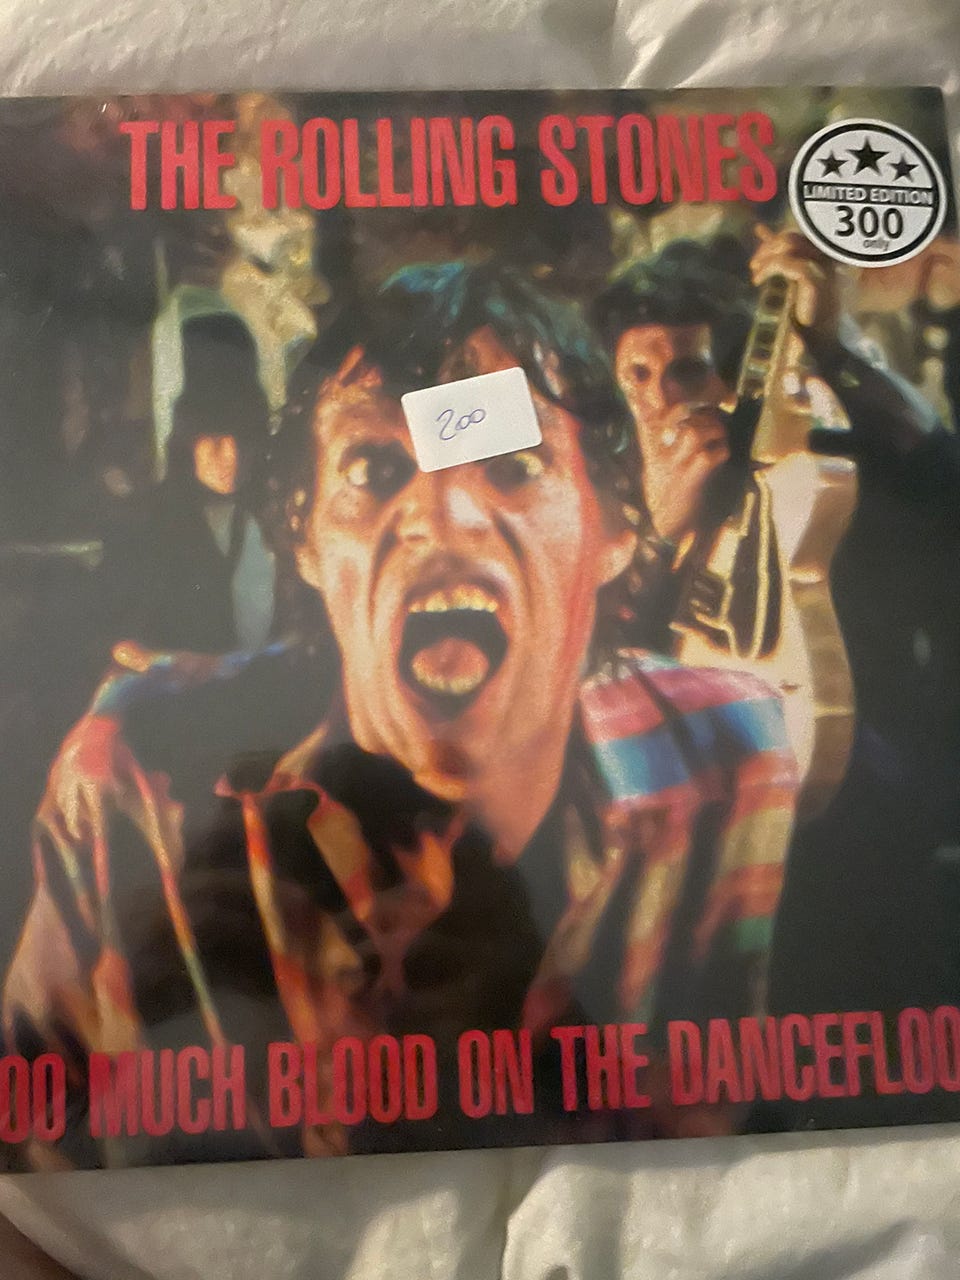 THE ROLLING STONES
LIMITED EDITION
300
only
200
OO MUCH BLOOD ON THE DANCEFLOO